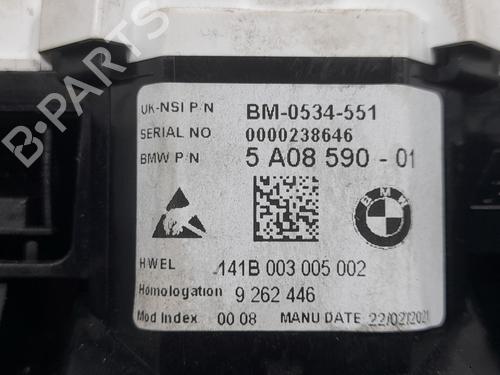 UK-NSI P/N BM-0534-551
SERIAL NO 0000238646
BMW P/N 5 A08 590 - 01
BMW
HWEL 141B 003 005 002
Homologation 9 262 446
Mod Index 00 08 MANU DATE 22/02/2021
B-PARTS